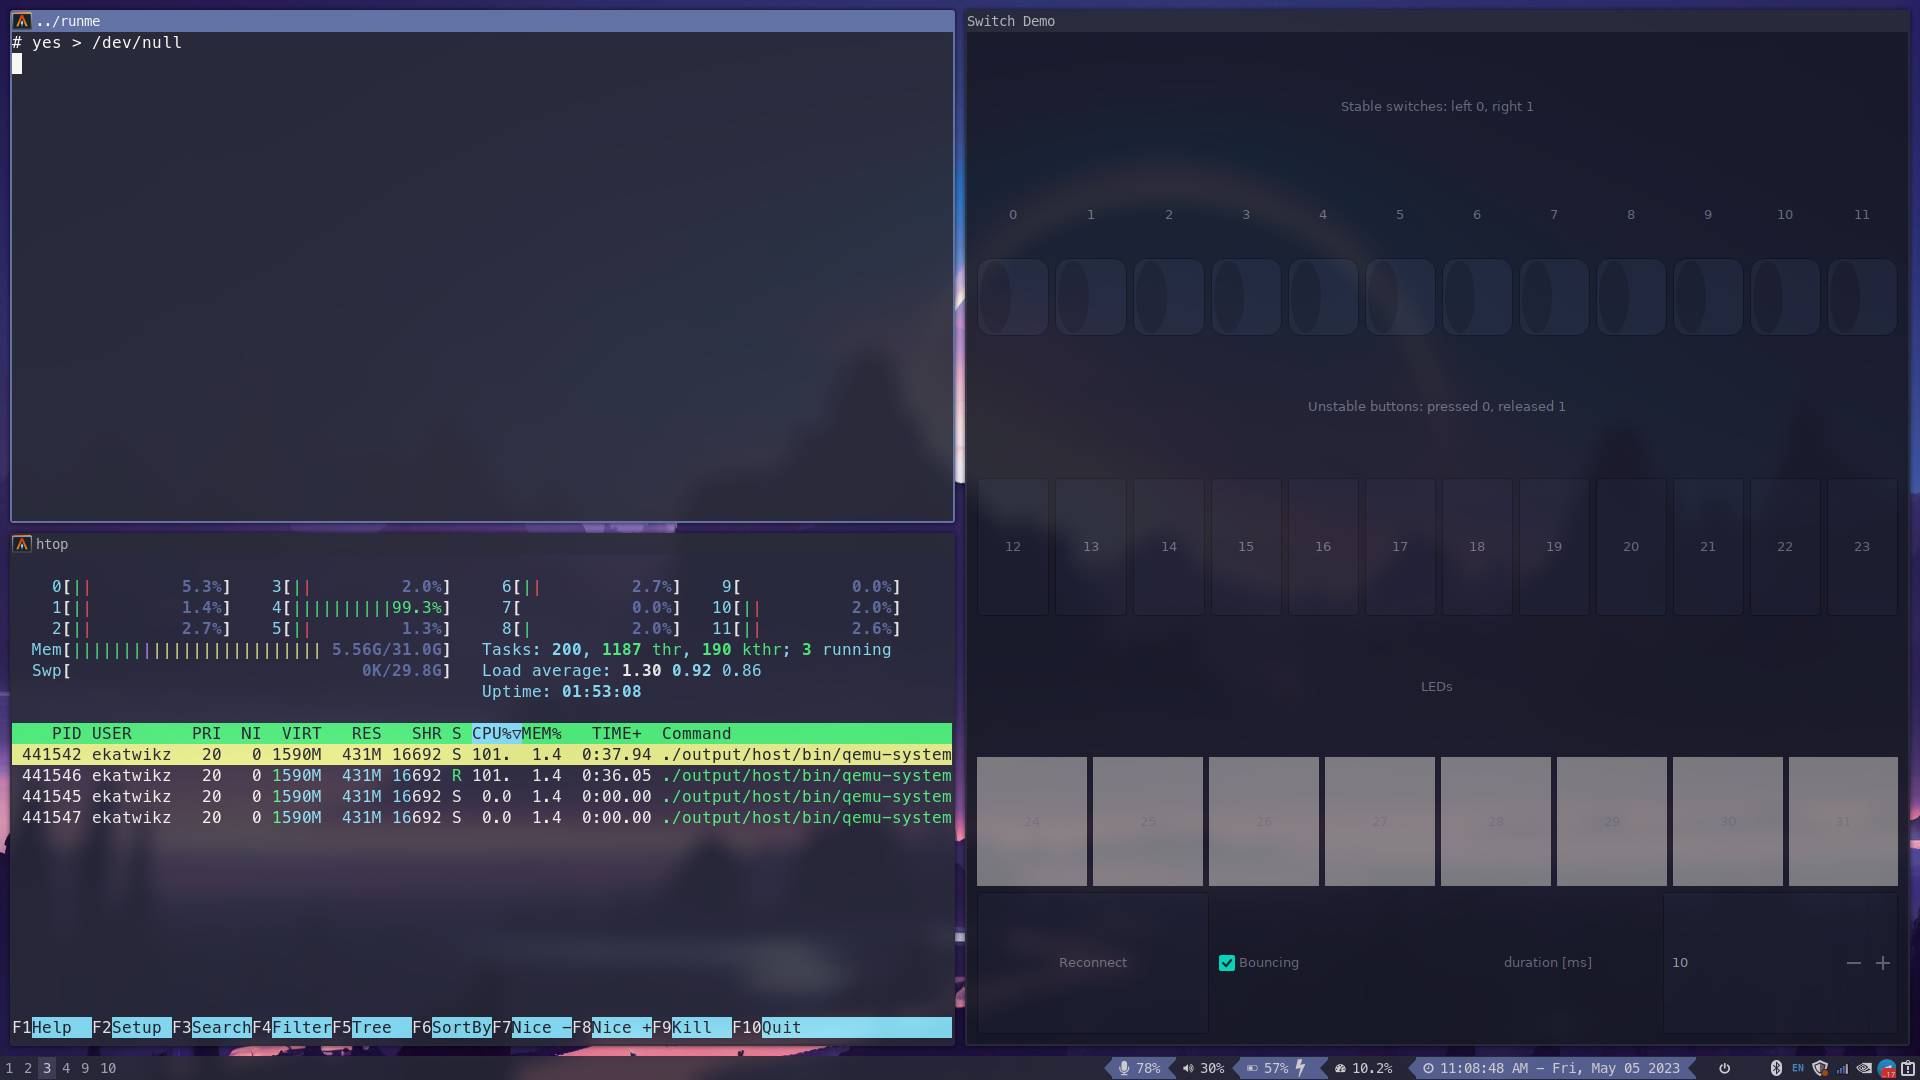 ../runme
# yes > /dev/null
htop
0[|| 5.3%] 3[|| 2.0%] 6[|| 2.7%] 9[ 0.0%]
1[|| 1.4%] 4[||||||||||99.3%] 7[ 0.0%] 10[|| 2.0%]
2[|| 2.7%] 5[|| 1.3%] 8[| 2.0%] 11[|| 2.6%]
Mem[||||||||||||||||||||||||| 5.56G/31.0G] Tasks: 200, 1187 thr, 190 kthr; 3 running
Swp[ 0K/29.8G] Load average: 1.30 0.92 0.86
Uptime: 01:53:08
PID USER PRI NI VIRT RES SHR S CPU%▽MEM% TIME+ Command
441542 ekatwikz 20 0 1590M 431M 16692 S 101. 1.4 0:37.94 ./output/host/bin/qemu-system
441546 ekatwikz 20 0 1590M 431M 16692 R 101. 1.4 0:36.05 ./output/host/bin/qemu-system
441545 ekatwikz 20 0 1590M 431M 16692 S 0.0 1.4 0:00.00 ./output/host/bin/qemu-system
441547 ekatwikz 20 0 1590M 431M 16692 S 0.0 1.4 0:00.00 ./output/host/bin/qemu-system
F1Help F2Setup F3SearchF4FilterF5Tree F6SortByF7Nice -F8Nice +F9Kill F10Quit
Switch Demo
Stable switches: left 0, right 1
0 1 2 3 4 5 6 7 8 9 10 11
Unstable buttons: pressed 0, released 1
12 13 14 15 16 17 18 19 20 21 22 23
LEDs
24 25 26 27 28 29 30 31
Reconnect Bouncing duration [ms] 10 − +
1 2 3 4 9 10 78% 30% 57% 10.2% 11:08:48 AM – Fri, May 05 2023 EN 17